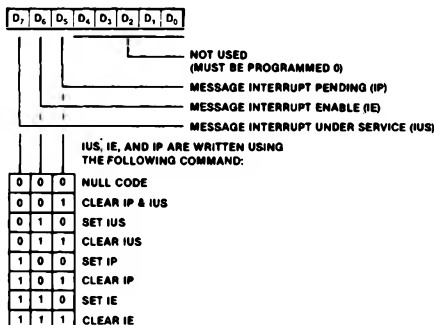 D7 D6 D5 D4 D3 D2 D1 D0
NOT USED
(MUST BE PROGRAMMED 0)
MESSAGE INTERRUPT PENDING (IP)
MESSAGE INTERRUPT ENABLE (IE)
MESSAGE INTERRUPT UNDER SERVICE (IUS)
IUS, IE, AND IP ARE WRITTEN USING
THE FOLLOWING COMMAND:
0 0 0 NULL CODE
0 0 1 CLEAR IP & IUS
0 1 0 SET IUS
0 1 1 CLEAR IUS
1 0 0 SET IP
1 0 1 CLEAR IP
1 1 0 SET IE
1 1 1 CLEAR IE